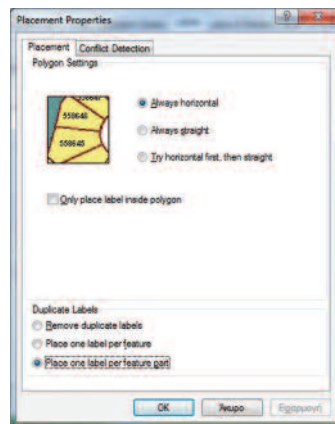 Placement Properties
Placement
Conflict Detection
Polygon Settings
558648
558645
Always horizontal
Always straight
Try horizontal first, then straight
Only place label inside polygon
Duplicate Labels
Remove duplicate labels
Place one label per feature
Place one label per feature part
OK
Άκυρο
Εφαρμογή